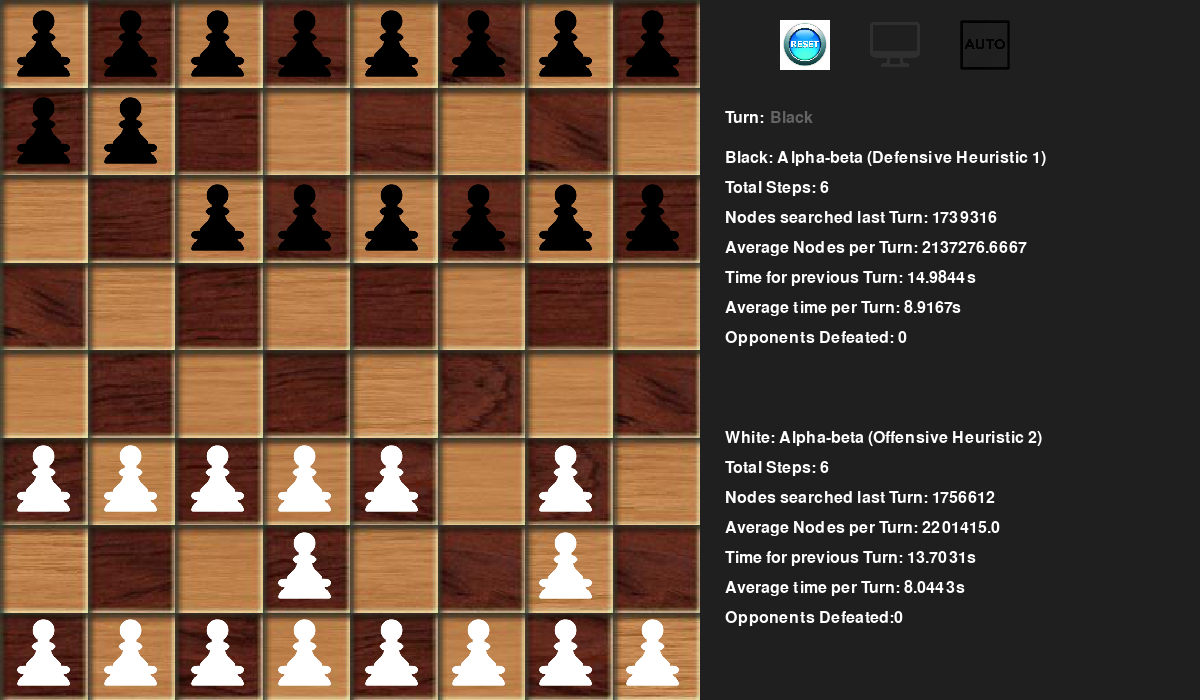 RESET
AUTO
Turn: Black
Black: Alpha-beta (Defensive Heuristic 1)
Total Steps: 6
Nodes searched last Turn: 1739316
Average Nodes per Turn: 2137276.6667
Time for previous Turn: 14.9844s
Average time per Turn: 8.9167s
Opponents Defeated: 0
White: Alpha-beta (Offensive Heuristic 2)
Total Steps: 6
Nodes searched last Turn: 1756612
Average Nodes per Turn: 2201415.0
Time for previous Turn: 13.7031s
Average time per Turn: 8.0443s
Opponents Defeated:0